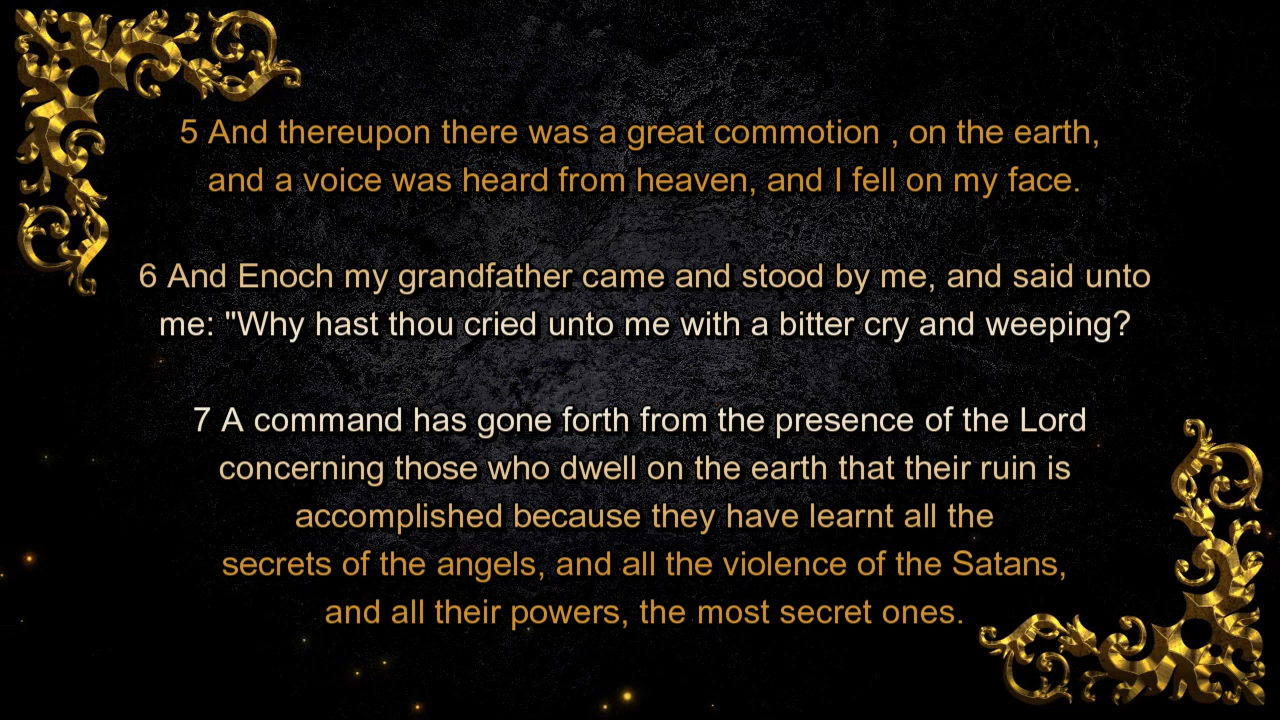 5 And thereupon there was a great commotion , on the earth,
and a voice was heard from heaven, and I fell on my face.
6 And Enoch my grandfather came and stood by me, and said unto
me: "Why hast thou cried unto me with a bitter cry and weeping?
7 A command has gone forth from the presence of the Lord
concerning those who dwell on the earth that their ruin is
accomplished because they have learnt all the
secrets of the angels, and all the violence of the Satans,
and all their powers, the most secret ones.